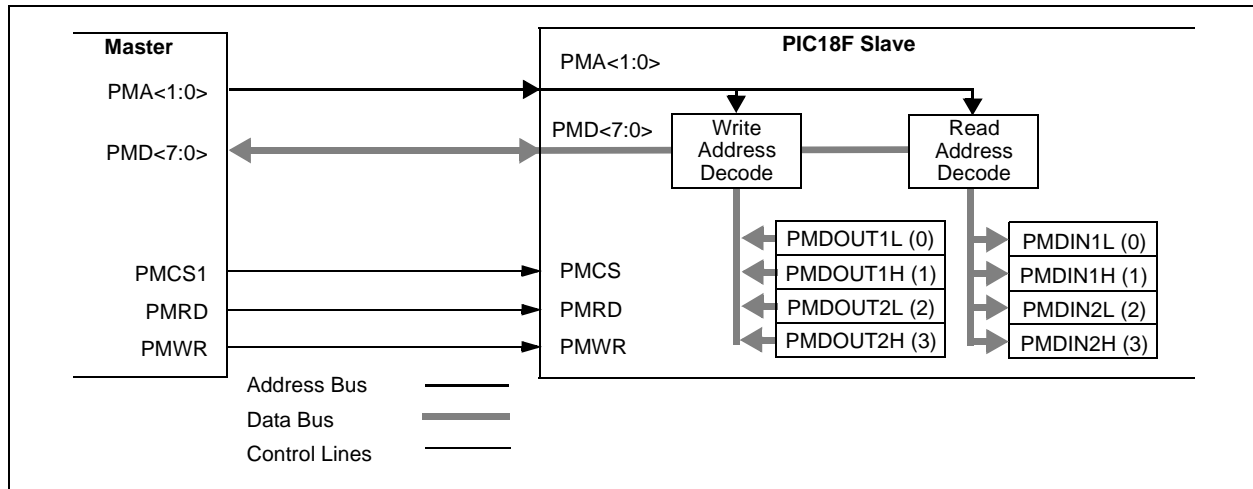 Master
PIC18F Slave
PMA<1:0>
PMA<1:0>
PMD<7:0>
PMD<7:0>
Write
Address
Decode
Read
Address
Decode
PMDOUT1L (0)
PMDOUT1H (1)
PMDOUT2L (2)
PMDOUT2H (3)
PMDIN1L (0)
PMDIN1H (1)
PMDIN2L (2)
PMDIN2H (3)
PMCS1
PMCS
PMRD
PMRD
PMWR
PMWR
Address Bus
Data Bus
Control Lines